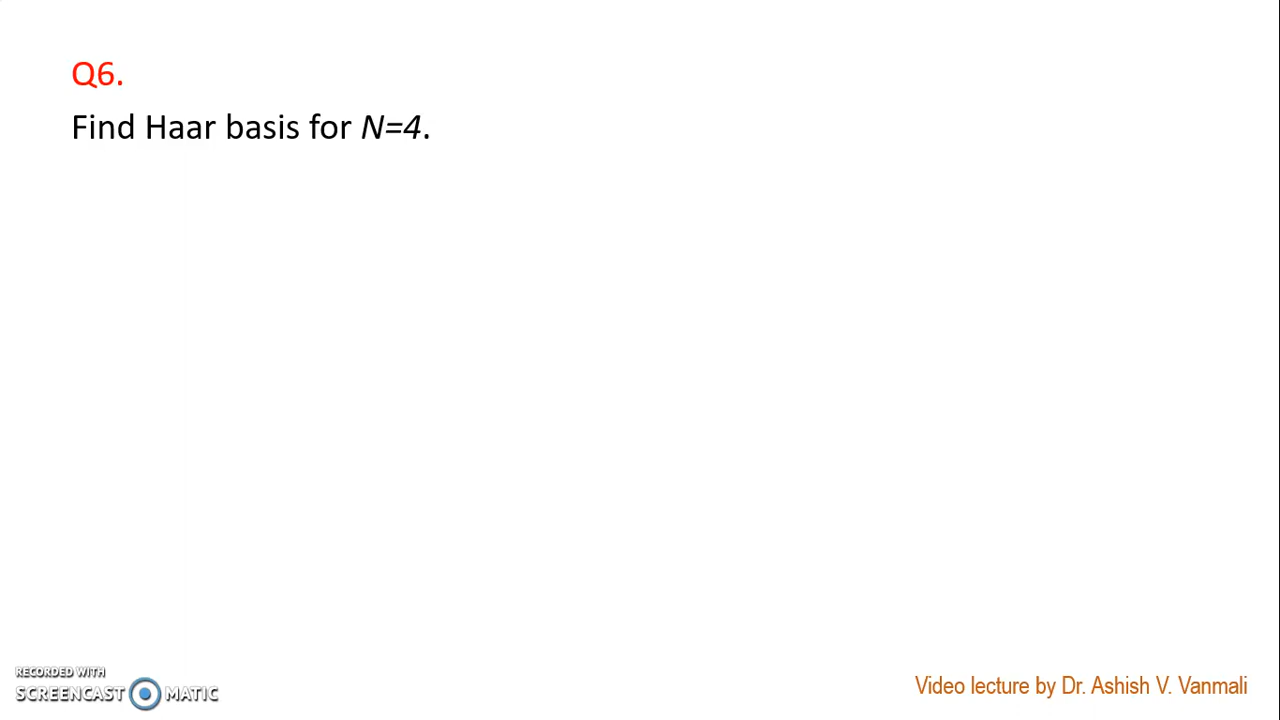 Q6.
Find Haar basis for N=4.
RECORDED WITH
SCREENCAST MATIC
Video lecture by Dr. Ashish V. Vanmali